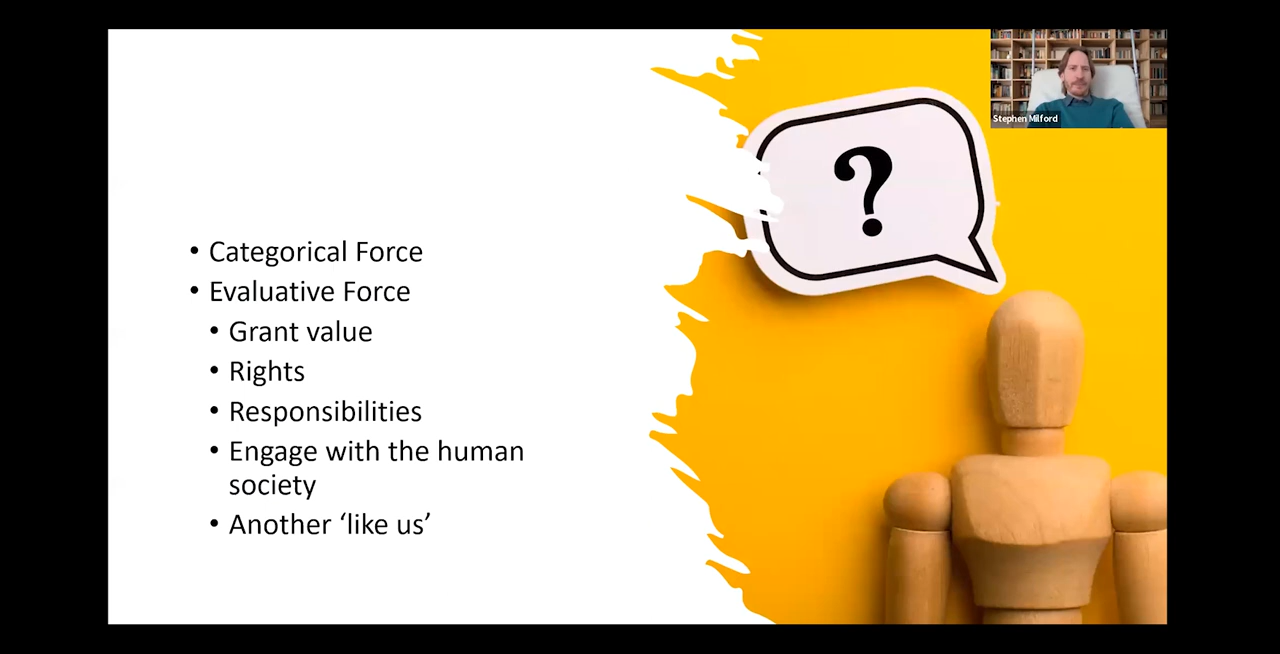 Stephen Milford
?
• Categorical Force
• Evaluative Force
• Grant value
• Rights
• Responsibilities
• Engage with the human
society
• Another ‘like us’